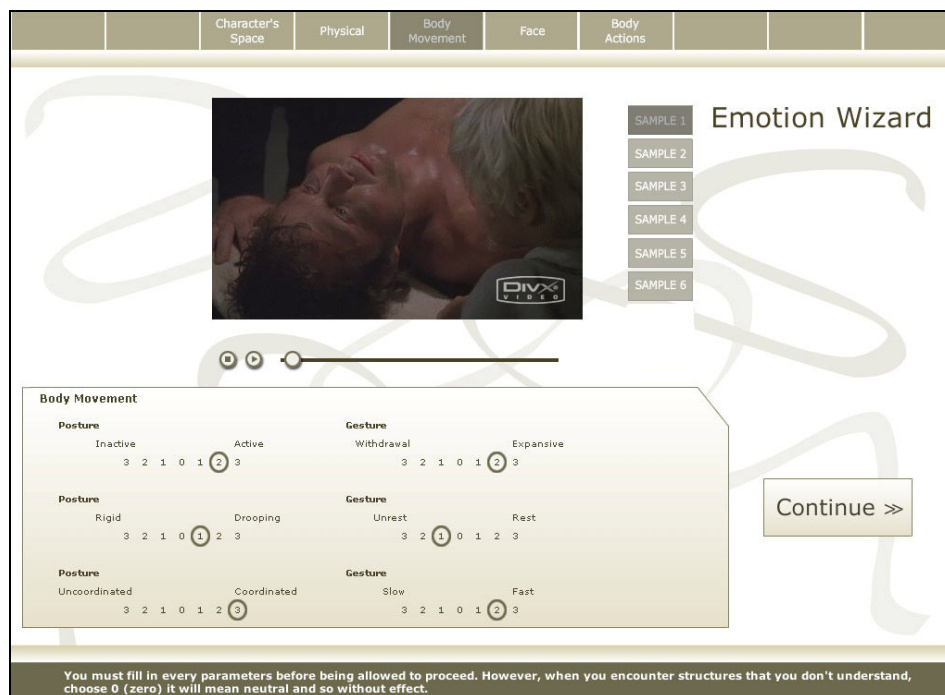 Character's
Space
Physical
Body
Movement
Face
Body
Actions
Emotion Wizard
SAMPLE 1
SAMPLE 2
SAMPLE 3
SAMPLE 4
SAMPLE 5
SAMPLE 6
DIVX
VIDEO
Body Movement
Posture Gesture
Inactive Active Withdrawal Expansive
3 2 1 0 1 2 3 3 2 1 0 1 2 3
Posture Gesture
Rigid Drooping Unrest Rest
3 2 1 0 1 2 3 3 2 1 0 1 2 3
Posture Gesture
Uncoordinated Coordinated Slow Fast
3 2 1 0 1 2 3 3 2 1 0 1 2 3
Continue >>
You must fill in every parameters before being allowed to proceed. However, when you encounter structures that you don't understand,
choose 0 (zero) it will mean neutral and so without effect.